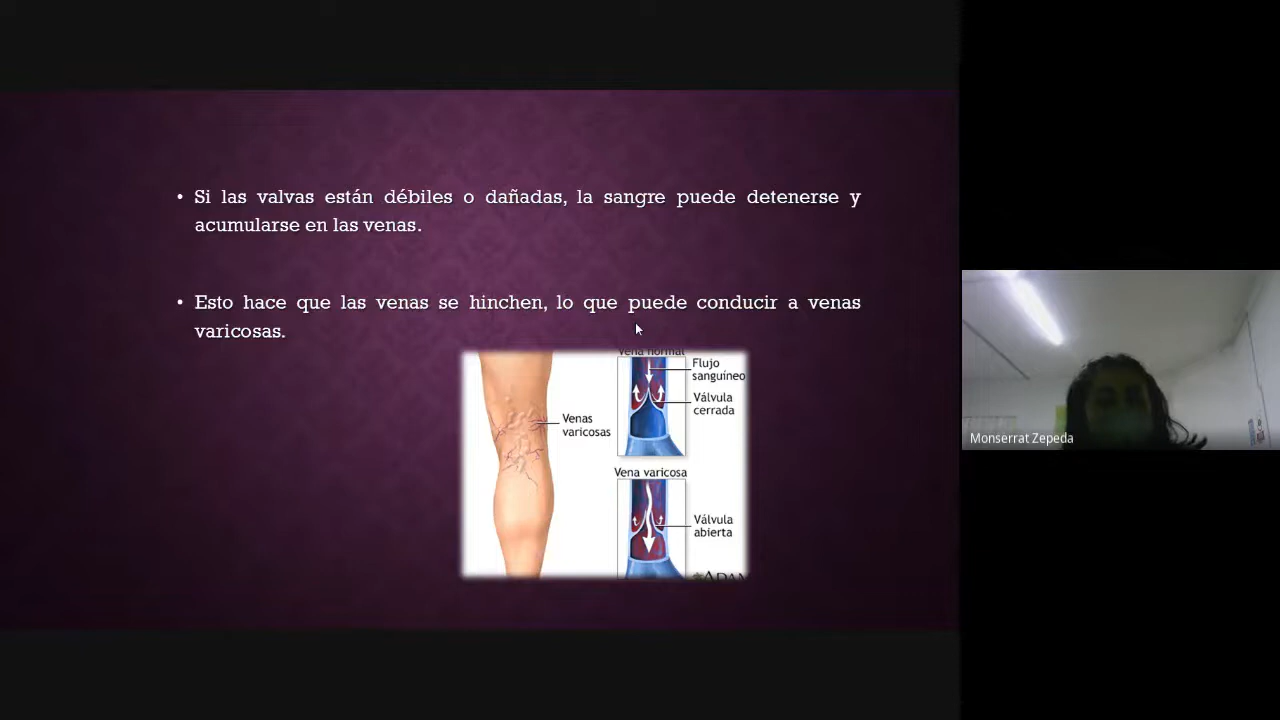 • Si las valvas están débiles o dañadas, la sangre puede detenerse y
acumularse en las venas.
• Esto hace que las venas se hinchen, lo que puede conducir a venas
varicosas.
Vena normal
Flujo
sanguíneo
Válvula
cerrada
Venas
varicosas
Vena varicosa
Válvula
abierta
ADAM
Monserrat Zepeda